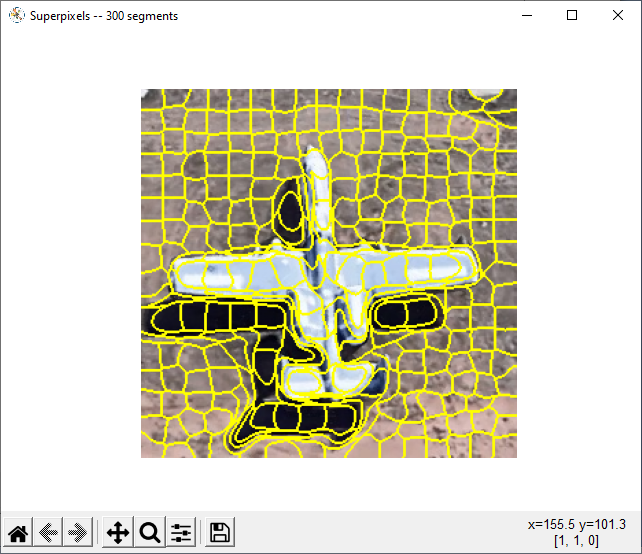 Superpixels -- 300 segments
x=155.5 y=101.3
[1, 1, 0]